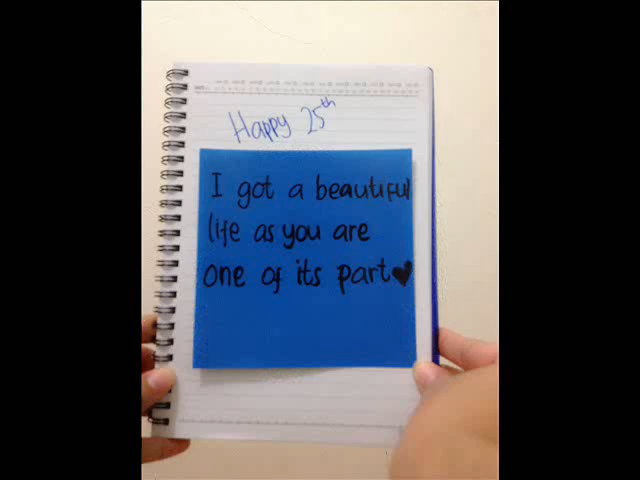 Happy 25th
I got a beautiful
life as you are
one of its part♥